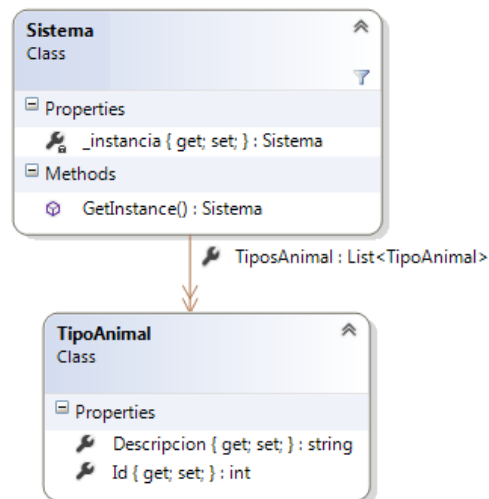 Sistema
Class
Properties
_instancia { get; set; } : Sistema
Methods
GetInstance() : Sistema
TiposAnimal : List<TipoAnimal>
TipoAnimal
Class
Properties
Descripcion { get; set; } : string
Id { get; set; } : int